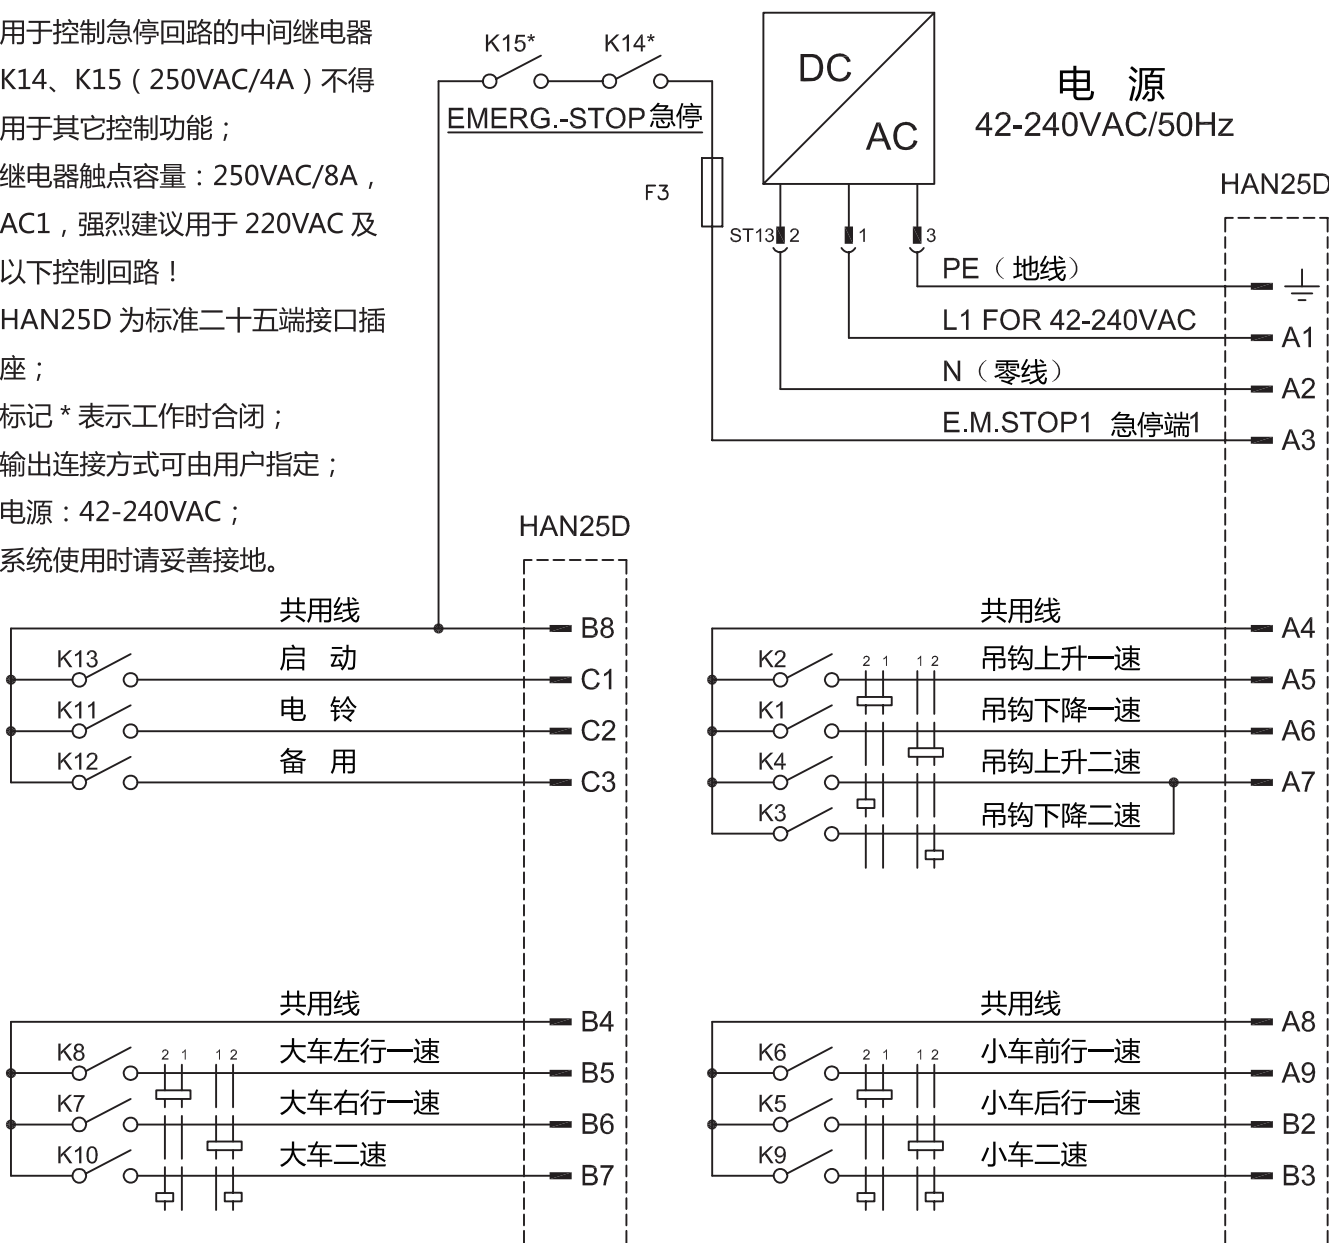 用于控制急停回路的中间继电器
K14、K15（250VAC/4A）不得
用于其它控制功能；
继电器触点容量：250VAC/8A，
AC1，强烈建议用于 220VAC 及
以下控制回路！
HAN25D 为标准二十五端接口插
座；
标记 * 表示工作时合闭；
输出连接方式可由用户指定；
电源：42-240VAC；
系统使用时请妥善接地。
K15* K14*
EMERG.-STOP急停
F3
DC
AC
电 源
42-240VAC/50Hz
HAN25D
ST13 2 1 3
PE（地线）
L1 FOR 42-240VAC A1
N（零线） A2
E.M.STOP1 急停端1 A3
HAN25D
共用线 B8
K13 启 动 C1
K11 电 铃 C2
K12 备 用 C3
共用线 A4
K2 2 1 1 2 吊钩上升一速 A5
K1 吊钩下降一速 A6
K4 吊钩上升二速 A7
K3 吊钩下降二速
共用线 B4
K8 2 1 1 2 大车左行一速 B5
K7 大车右行一速 B6
K10 大车二速 B7
共用线 A8
K6 2 1 1 2 小车前行一速 A9
K5 小车后行一速 B2
K9 小车二速 B3